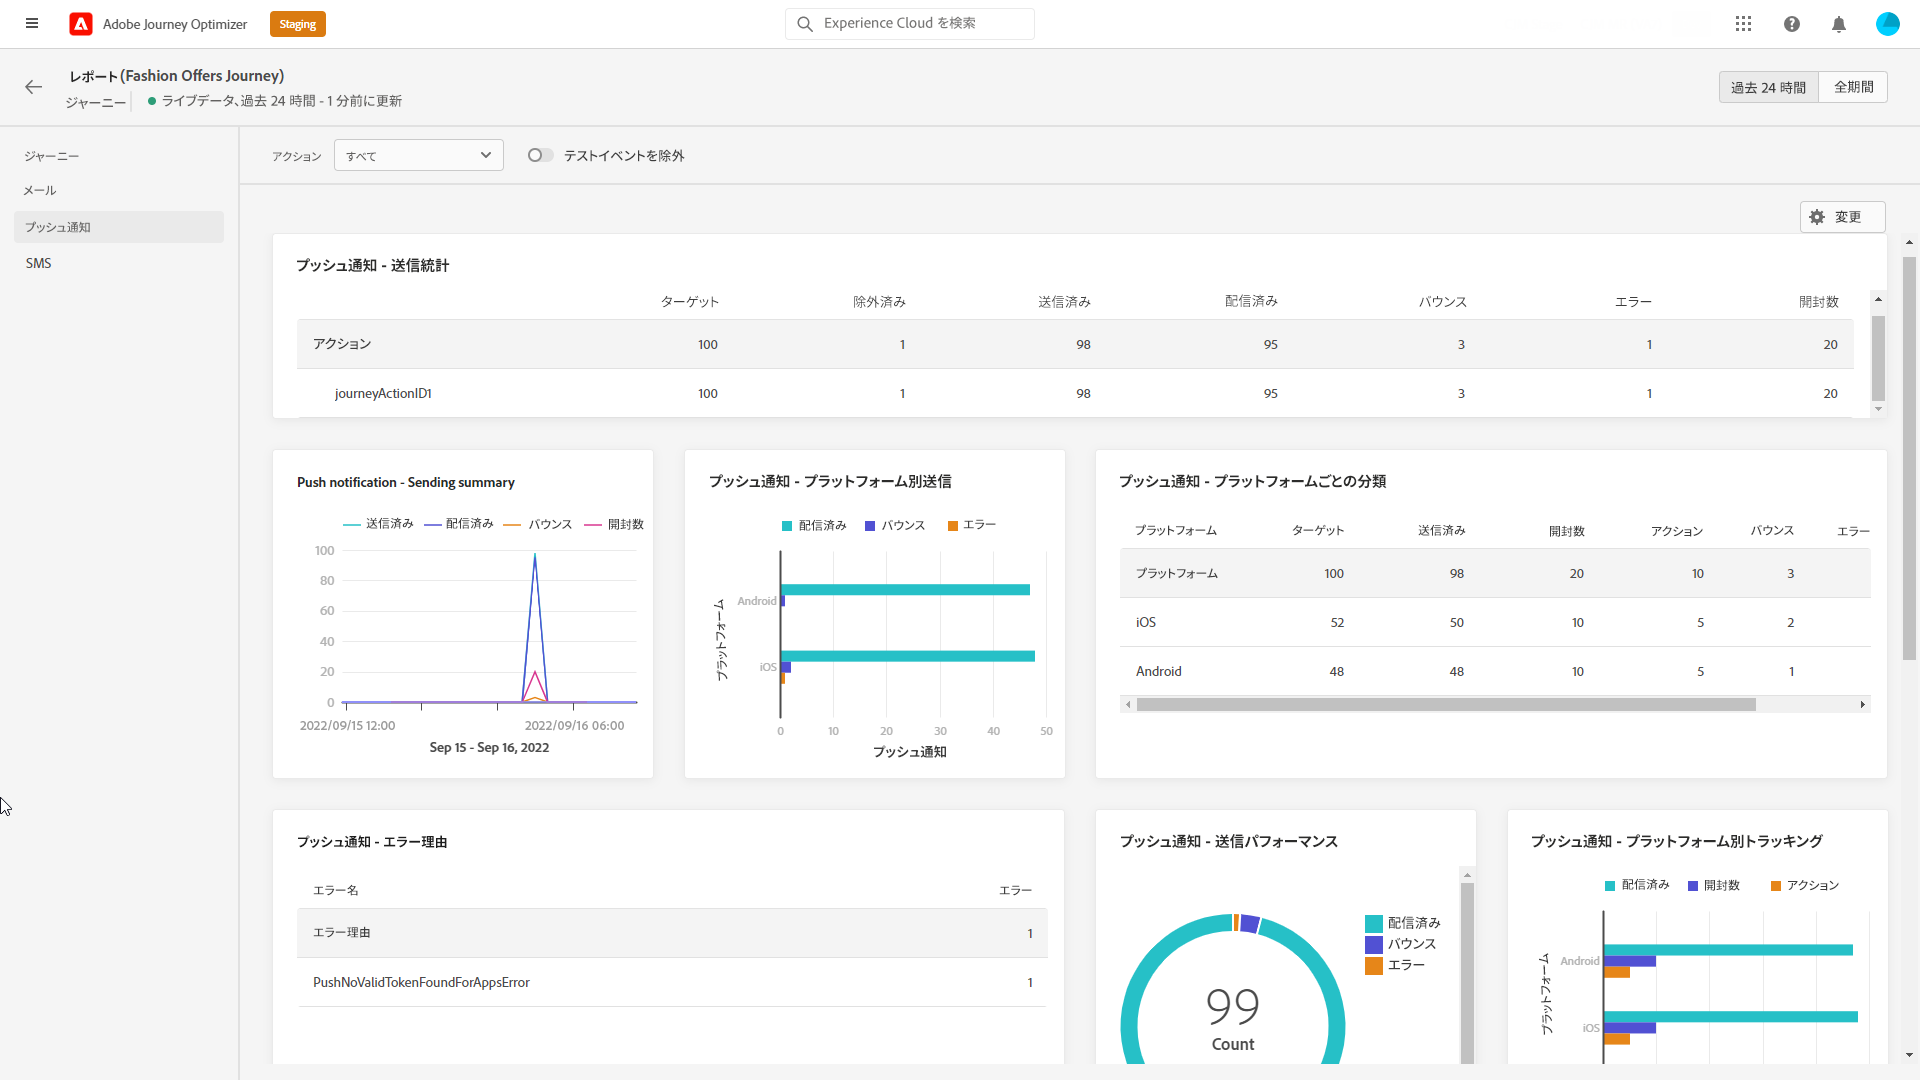 Adobe Journey Optimizer
Staging
Experience Cloud を検索
レポート (Fashion Offers Journey)
ジャーニー
ライブデータ、過去 24 時間 - 1 分前に更新
過去 24 時間
全期間
ジャーニー
メール
プッシュ通知
SMS
アクション
すべて
テストイベントを除外
変更
プッシュ通知 - 送信統計
ターゲット 除外済み 送信済み 配信済み バウンス エラー 開封数
アクション 100 1 98 95 3 1 20
journeyActionID1 100 1 98 95 3 1 20
Push notification - Sending summary
送信済み 配信済み バウンス 開封数
100
80
60
40
20
0
2022/09/15 12:00 2022/09/16 06:00
Sep 15 - Sep 16, 2022
プッシュ通知 - プラットフォーム別送信
配信済み バウンス エラー
プラットフォーム
Android
iOS
0 10 20 30 40 50
プッシュ通知
プッシュ通知 - プラットフォームごとの分類
プラットフォーム ターゲット 送信済み 開封数 アクション バウンス エラー
プラットフォーム 100 98 20 10 3
iOS 52 50 10 5 2
Android 48 48 10 5 1
プッシュ通知 - エラー理由
エラー名 エラー
エラー理由 1
PushNoValidTokenFoundForAppsError 1
プッシュ通知 - 送信パフォーマンス
配信済み
バウンス
エラー
99
Count
プッシュ通知 - プラットフォーム別トラッキング
配信済み 開封数 アクション
プラットフォーム
Android
iOS